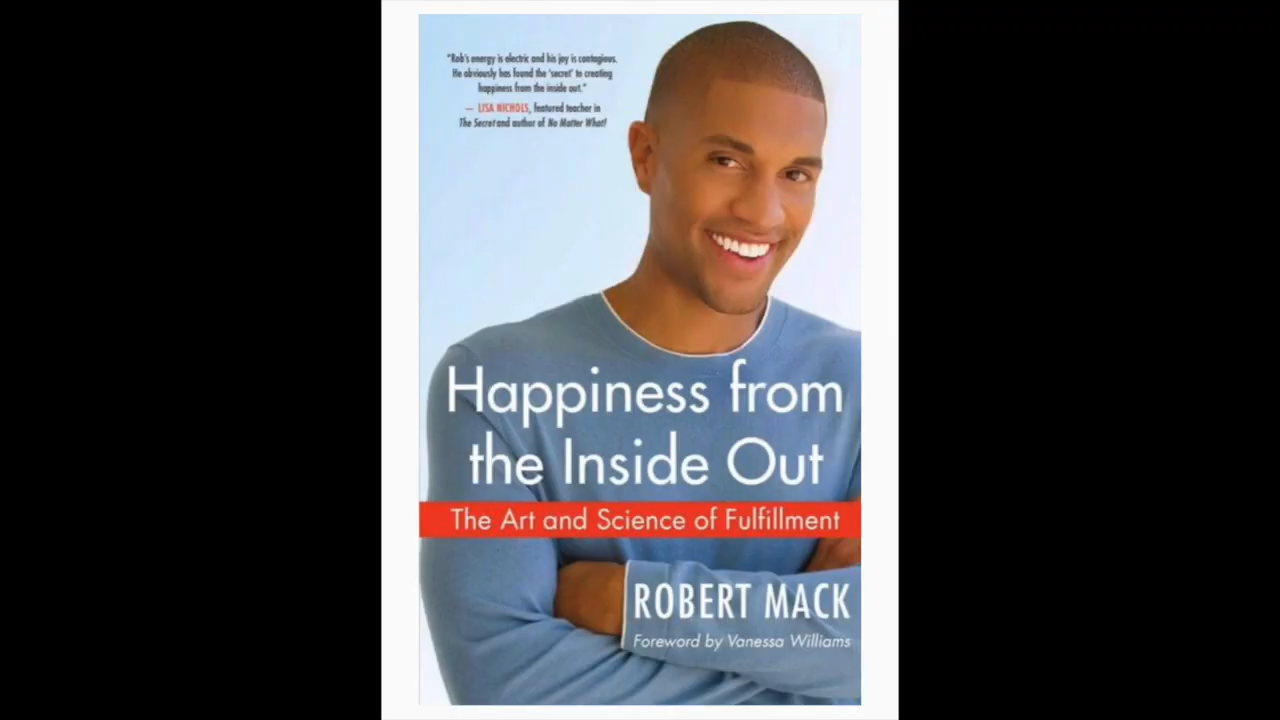 "Rob's energy is electric and his joy is contagious.
He obviously has found the 'secret' to creating
happiness from the inside out."
— LISA NICHOLS, featured teacher in
The Secret and author of No Matter What!
Happiness from
the Inside Out
The Art and Science of Fulfillment
ROBERT MACK
Foreword by Vanessa Williams